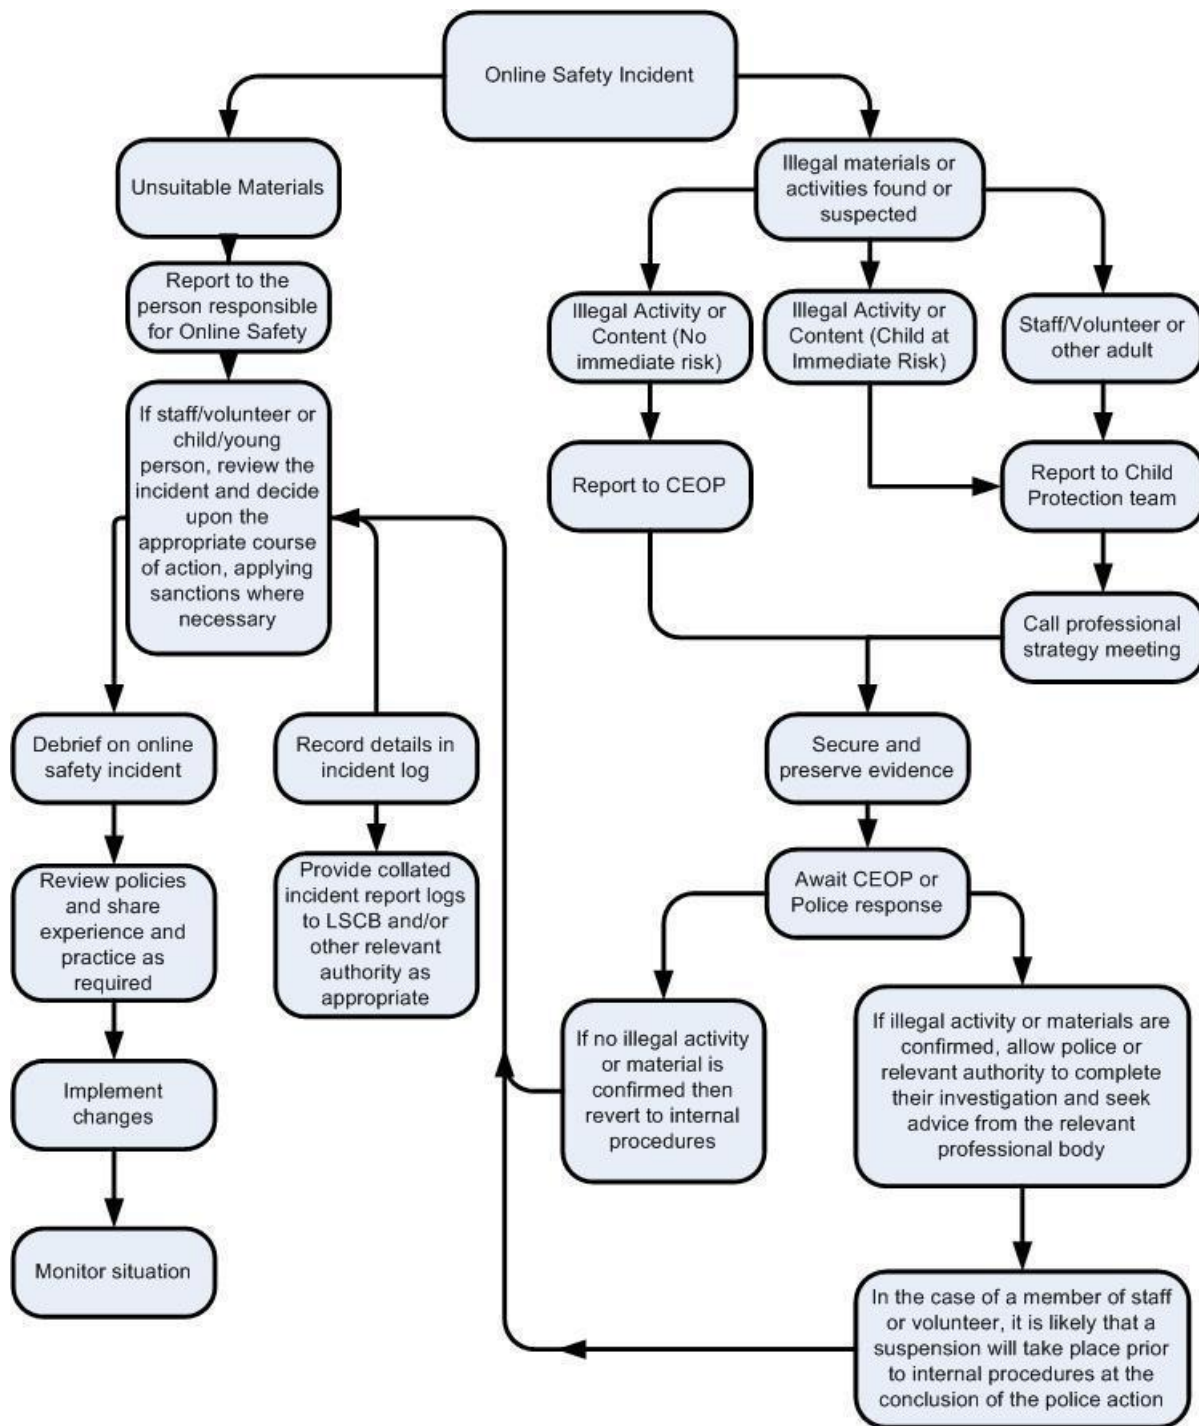 Online Safety Incident
Unsuitable Materials
Illegal materials or
activities found or
suspected
Report to the
person responsible
for Online Safety
Illegal Activity or
Content (No
immediate risk)
Illegal Activity or
Content (Child at
Immediate Risk)
Staff/Volunteer or
other adult
If staff/volunteer or
child/young
person, review the
incident and decide
upon the
appropriate course
of action, applying
sanctions where
necessary
Report to CEOP
Report to Child
Protection team
Call professional
strategy meeting
Debrief on online
safety incident
Record details in
incident log
Secure and
preserve evidence
Review policies
and share
experience and
practice as
required
Provide collated
incident report logs
to LSCB and/or
other relevant
authority as
appropriate
Await CEOP or
Police response
If no illegal activity
or material is
confirmed then
revert to internal
procedures
If illegal activity or materials are
confirmed, allow police or
relevant authority to complete
their investigation and seek
advice from the relevant
professional body
Implement
changes
Monitor situation
In the case of a member of staff
or volunteer, it is likely that a
suspension will take place prior
to internal procedures at the
conclusion of the police action